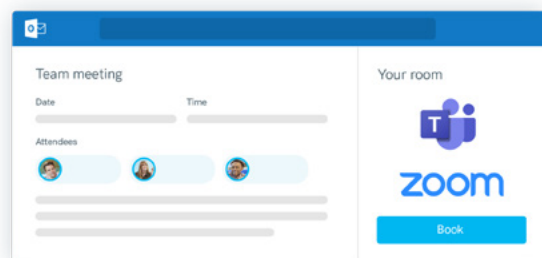 o
Team meeting
Your room
Date
Time
T
Attendees
zoom
Book